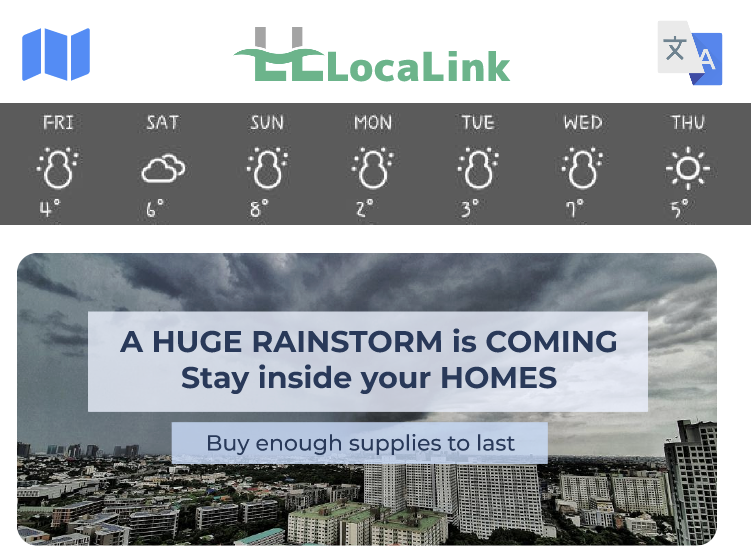 LocaLink
文 A
FRI SAT SUN MON TUE WED THU
4° 6° 8° 2° 3° 7° 5°
A HUGE RAINSTORM is COMING
Stay inside your HOMES
Buy enough supplies to last